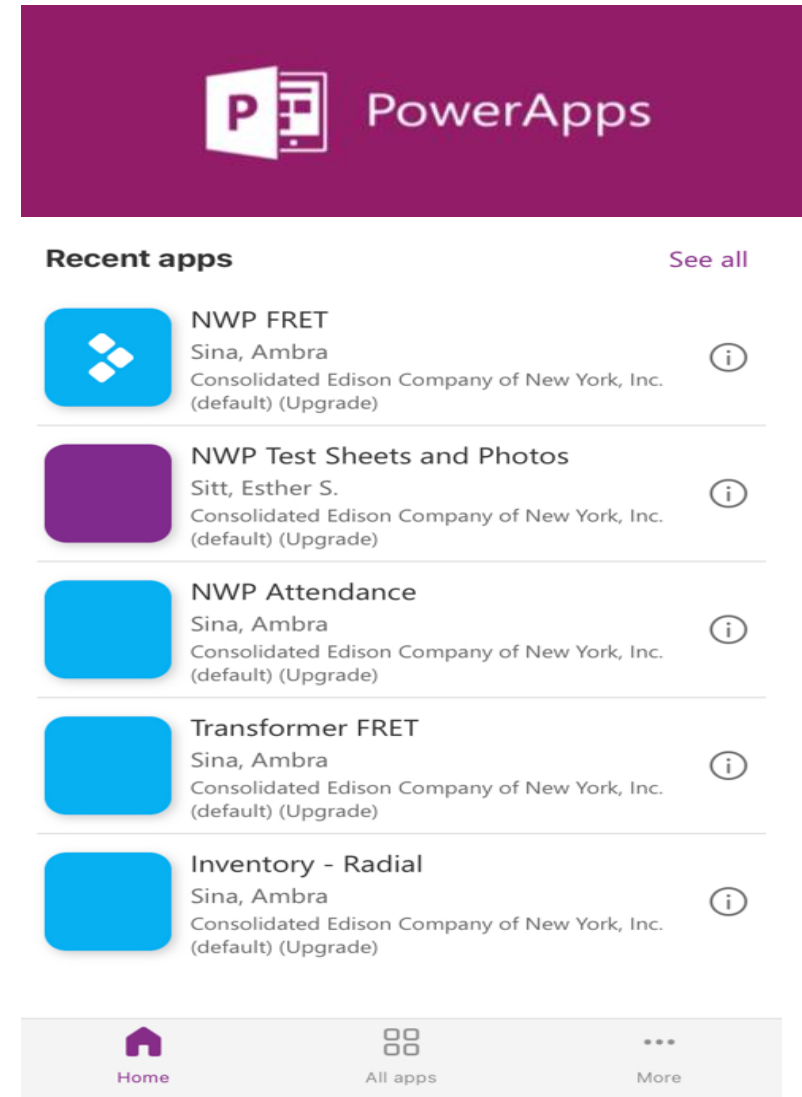 PowerApps
Recent apps
See all
NWP FRET
Sina, Ambra
Consolidated Edison Company of New York, Inc.
(default) (Upgrade)
NWP Test Sheets and Photos
Sitt, Esther S.
Consolidated Edison Company of New York, Inc.
(default) (Upgrade)
NWP Attendance
Sina, Ambra
Consolidated Edison Company of New York, Inc.
(default) (Upgrade)
Transformer FRET
Sina, Ambra
Consolidated Edison Company of New York, Inc.
(default) (Upgrade)
Inventory - Radial
Sina, Ambra
Consolidated Edison Company of New York, Inc.
(default) (Upgrade)
Home
All apps
More